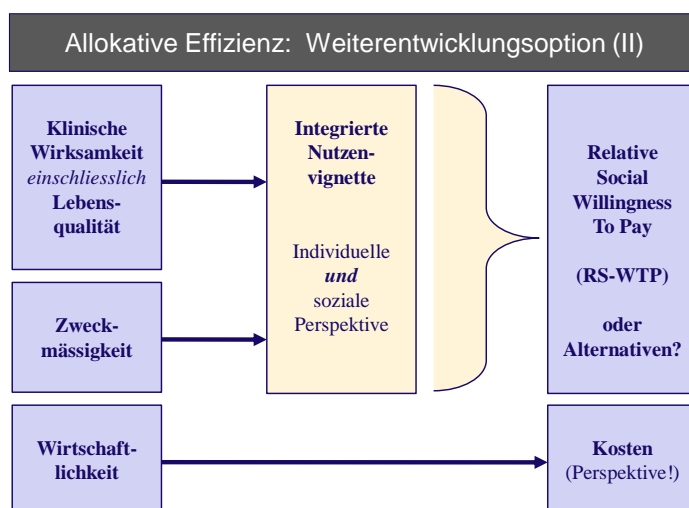 Allokative Effizienz:  Weiterentwicklungsoption (II)
Klinische
Wirksamkeit
einschliesslich
Lebens-
qualität
Zweck-
mässigkeit
Wirtschaft-
lichkeit
Integrierte
Nutzen-
vignette
Individuelle
und
soziale
Perspektive
Relative
Social
Willingness
To Pay
(RS-WTP)
oder
Alternativen?
Kosten
(Perspektive!)